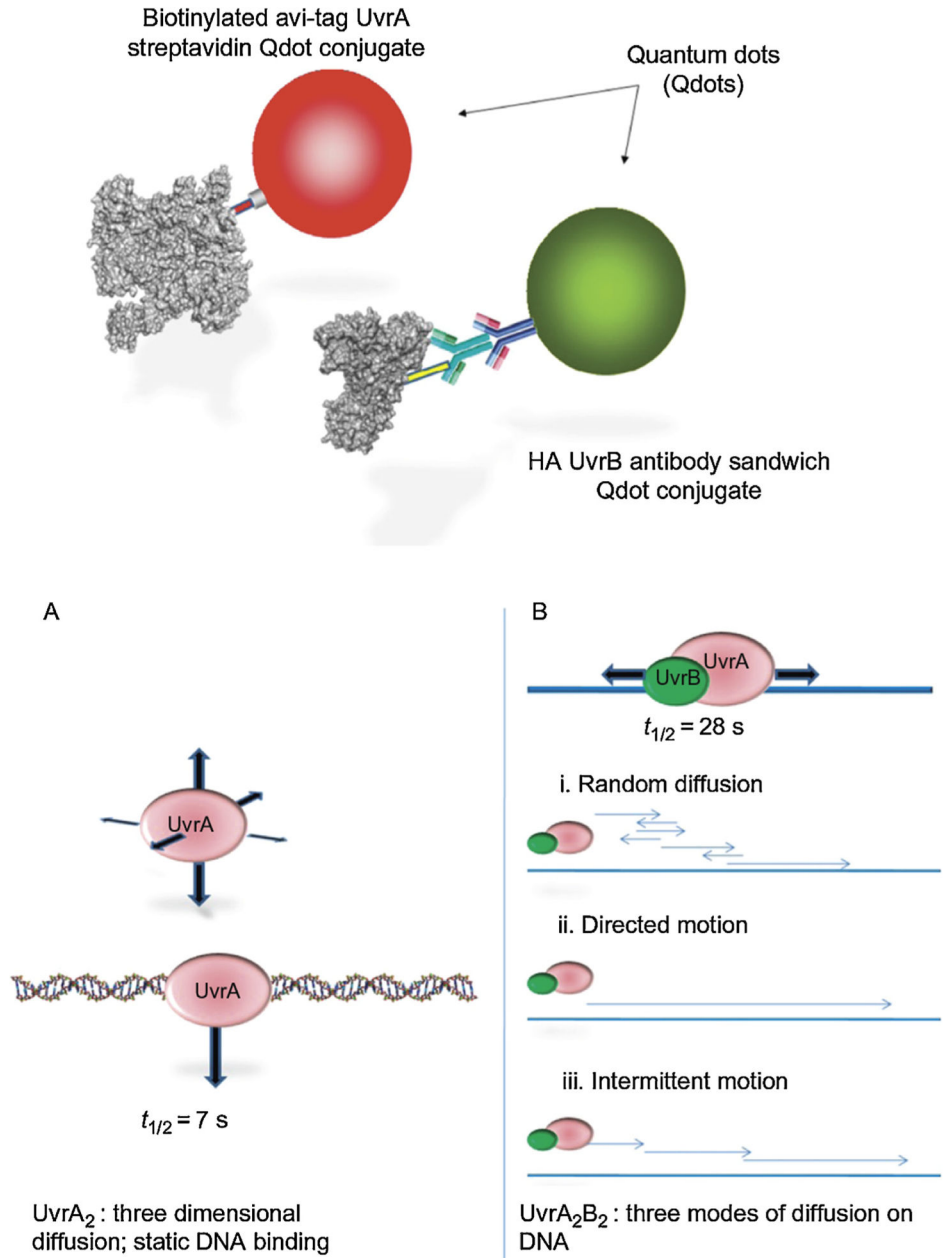 Biotinylated avi-tag UvrA
streptavidin Qdot conjugate
Quantum dots
(Qdots)
HA UvrB antibody sandwich
Qdot conjugate
A
UvrA
UvrA
t1/2 = 7 s
UvrA2 : three dimensional
diffusion; static DNA binding
B
UvrA
UvrB
t1/2 = 28 s
i. Random diffusion
ii. Directed motion
iii. Intermittent motion
UvrA2B2 : three modes of diffusion on
DNA